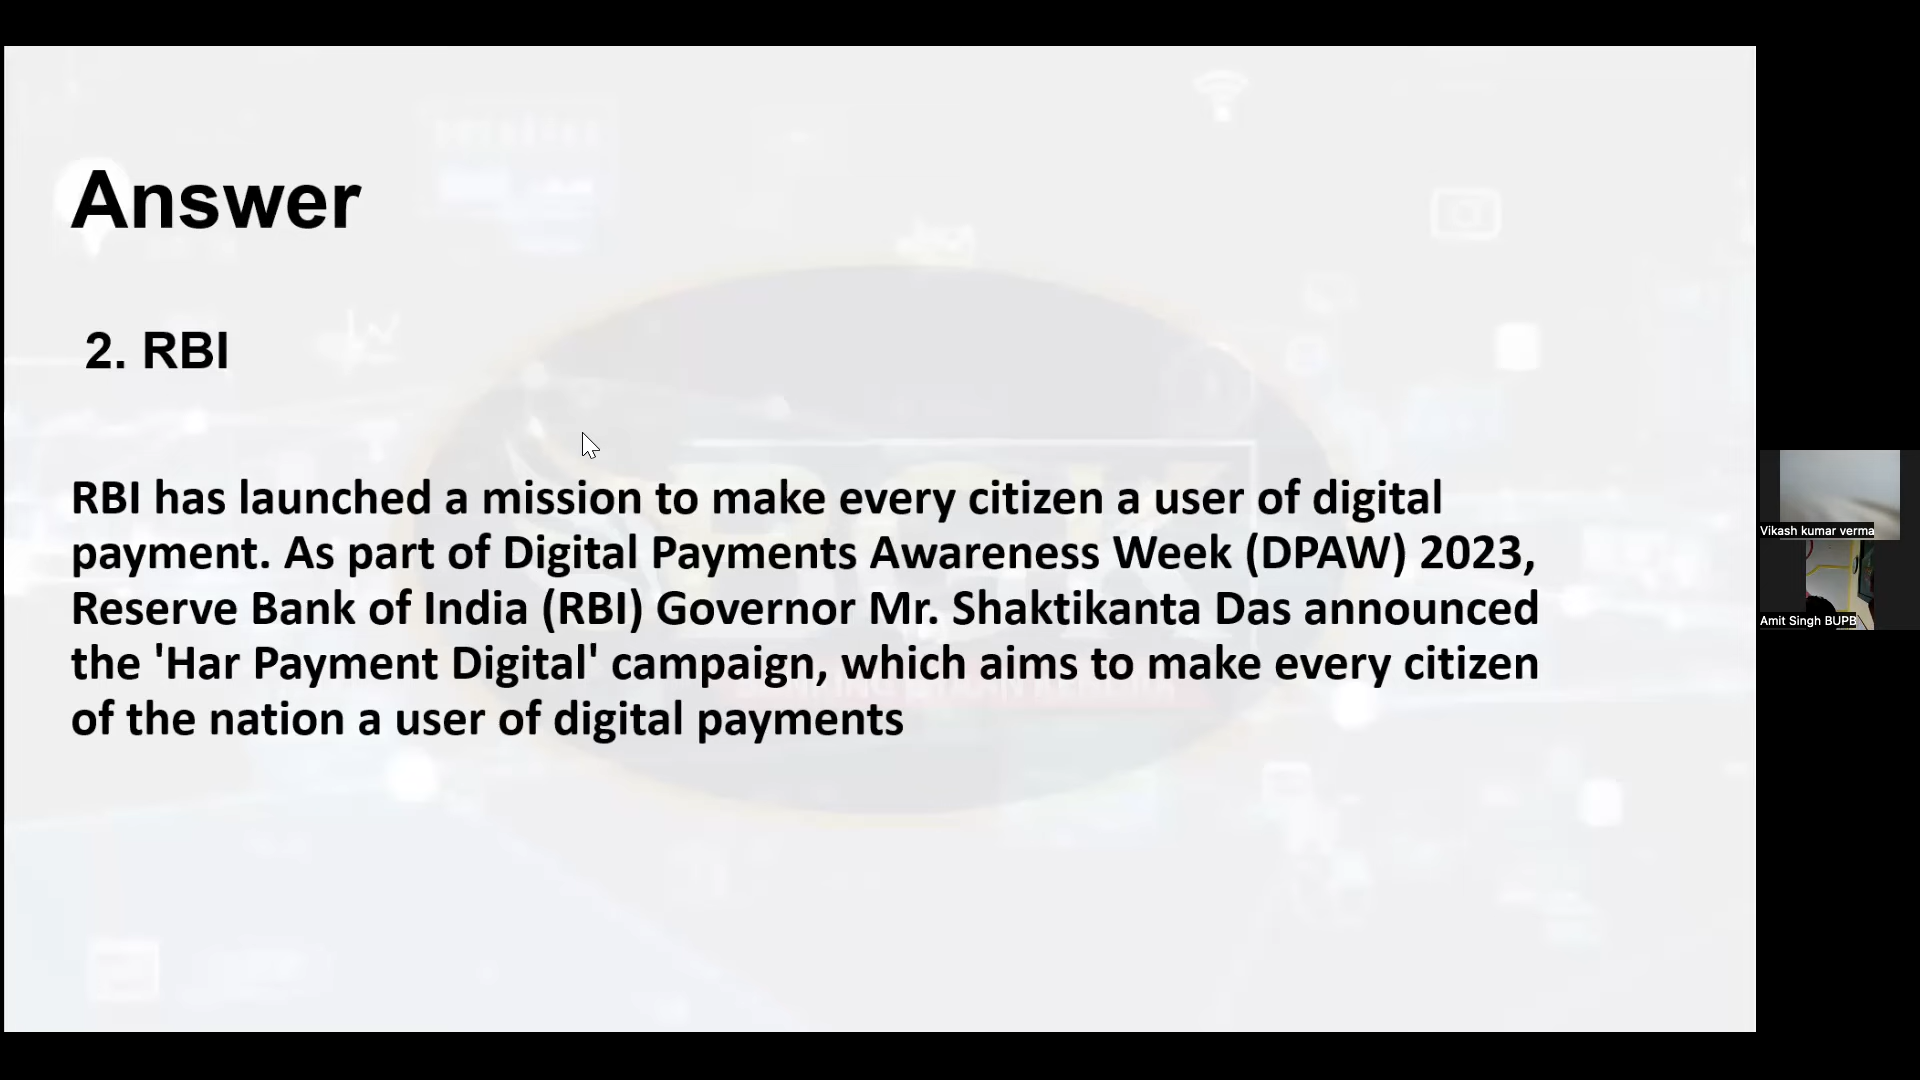 Answer
2. RBI
RBI has launched a mission to make every citizen a user of digital
payment. As part of Digital Payments Awareness Week (DPAW) 2023,
Reserve Bank of India (RBI) Governor Mr. Shaktikanta Das announced
the 'Har Payment Digital' campaign, which aims to make every citizen
of the nation a user of digital payments
Vikash kumar verma
Amit Singh BUPB